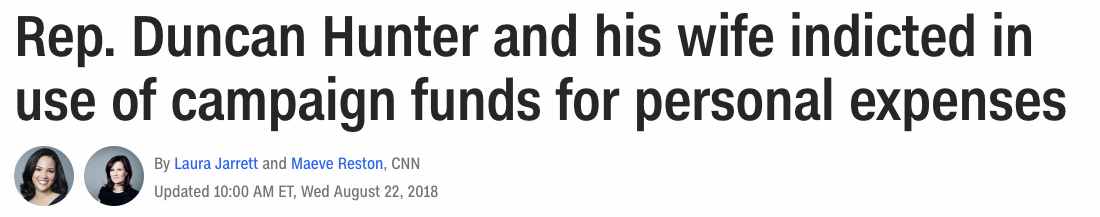 Rep. Duncan Hunter and his wife indicted in
use of campaign funds for personal expenses
By Laura Jarrett and Maeve Reston, CNN
Updated 10:00 AM ET, Wed August 22, 2018